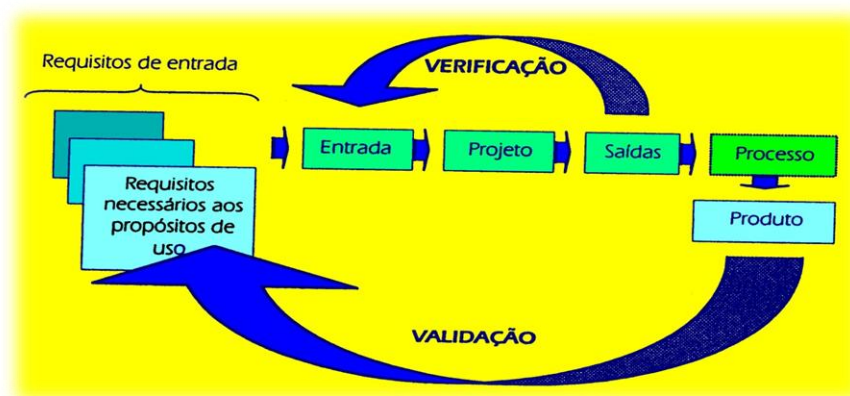 Requisitos de entrada
VERIFICAÇÃO
Entrada
Projeto
Saídas
Processo
Requisitos
necessários aos
propósitos de
uso
Produto
VALIDAÇÃO